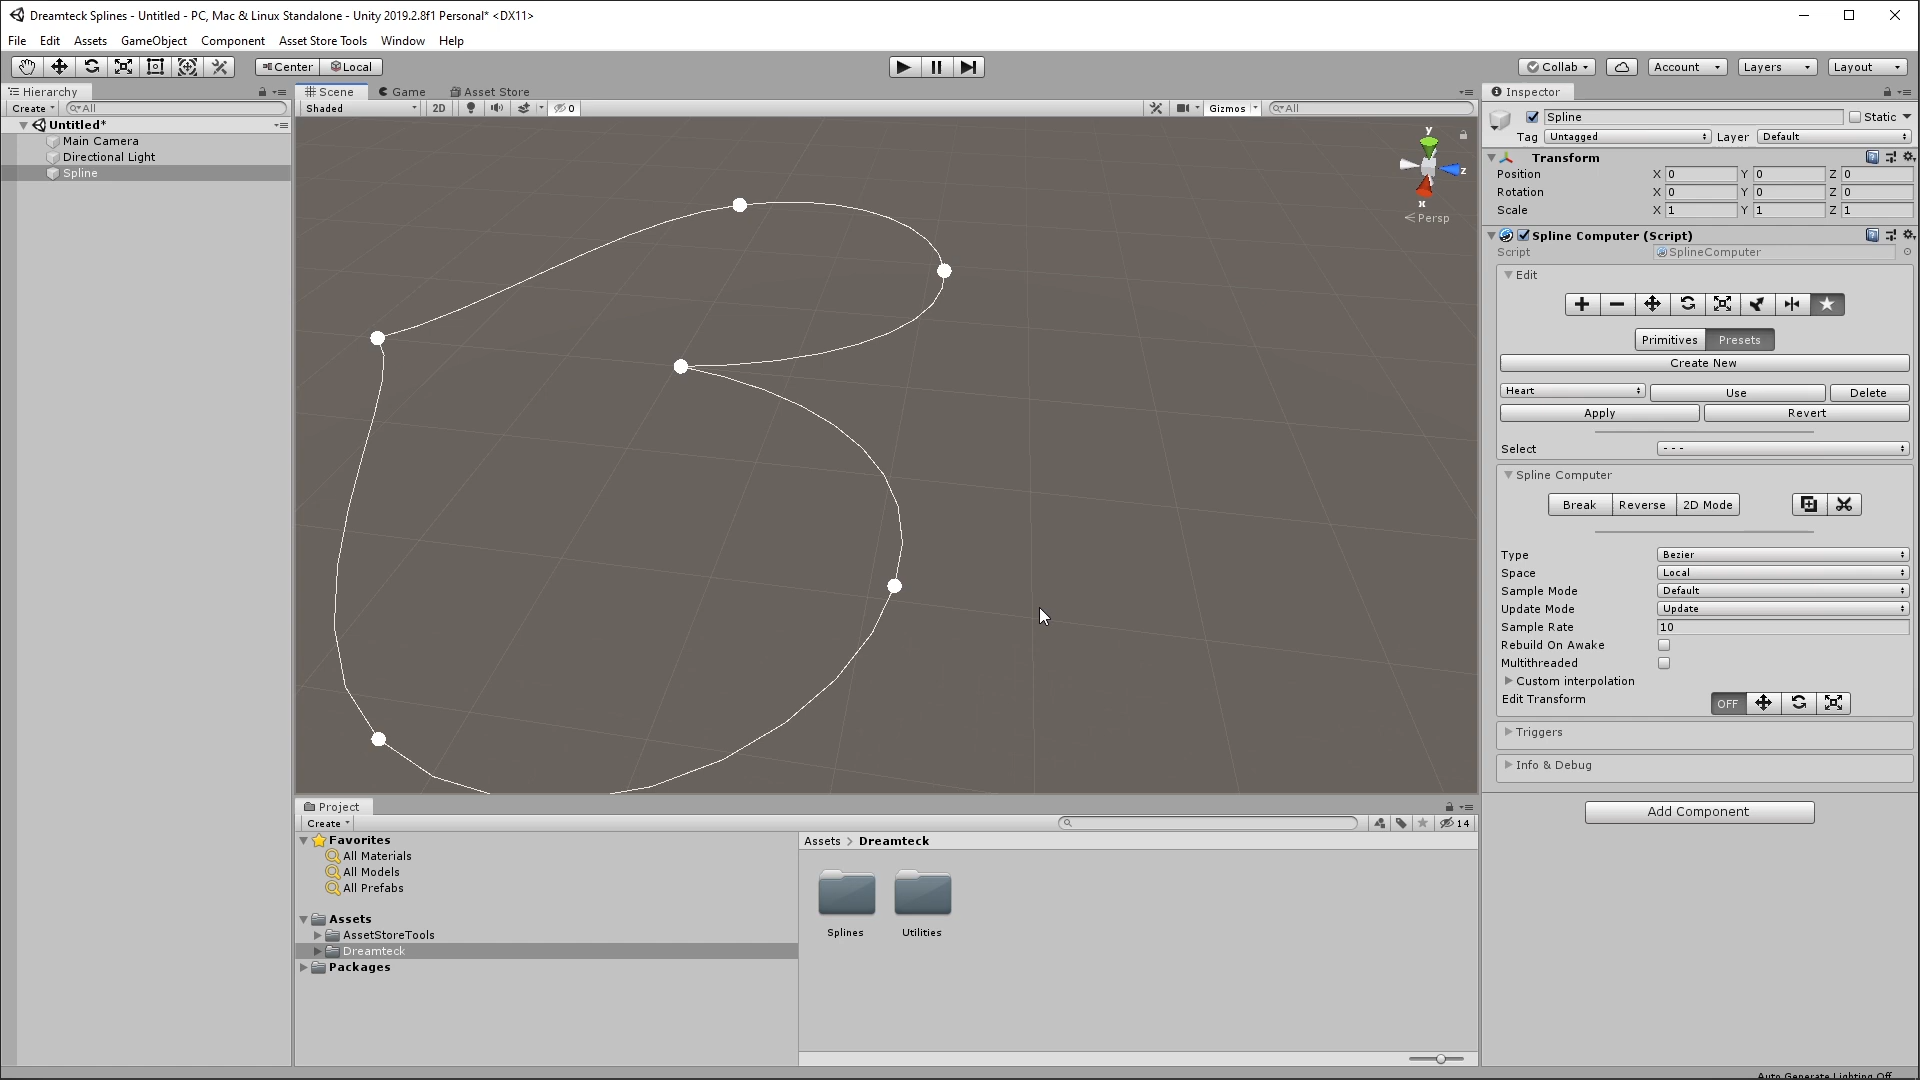 Dreamteck Splines - Untitled - PC, Mac & Linux Standalone - Unity 2019.2.8f1 Personal* <DX11>
File Edit Assets GameObject Component Asset Store Tools Window Help
Center Local Collab Account Layers Layout
Hierarchy
Create All
Untitled*
Main Camera
Directional Light
Spline
Scene Game Asset Store
Shaded 2D 0 Gizmos All
y
z
x
Persp
Project
Create 14
Favorites
All Materials
All Models
All Prefabs
Assets
AssetStoreTools
Dreamteck
Packages
Assets > Dreamteck
Splines Utilities
Inspector
Spline Static
Tag Untagged Layer Default
Transform
Position X 0 Y 0 Z 0
Rotation X 0 Y 0 Z 0
Scale X 1 Y 1 Z 1
Spline Computer (Script)
Script SplineComputer
Edit
Primitives Presets
Create New
Heart Use Delete
Apply Revert
Select - - -
Spline Computer
Break Reverse 2D Mode
Type Bezier
Space Local
Sample Mode Default
Update Mode Update
Sample Rate 10
Rebuild On Awake
Multithreaded
Custom interpolation
Edit Transform OFF
Triggers
Info & Debug
Add Component
Auto Generate Lighting Off